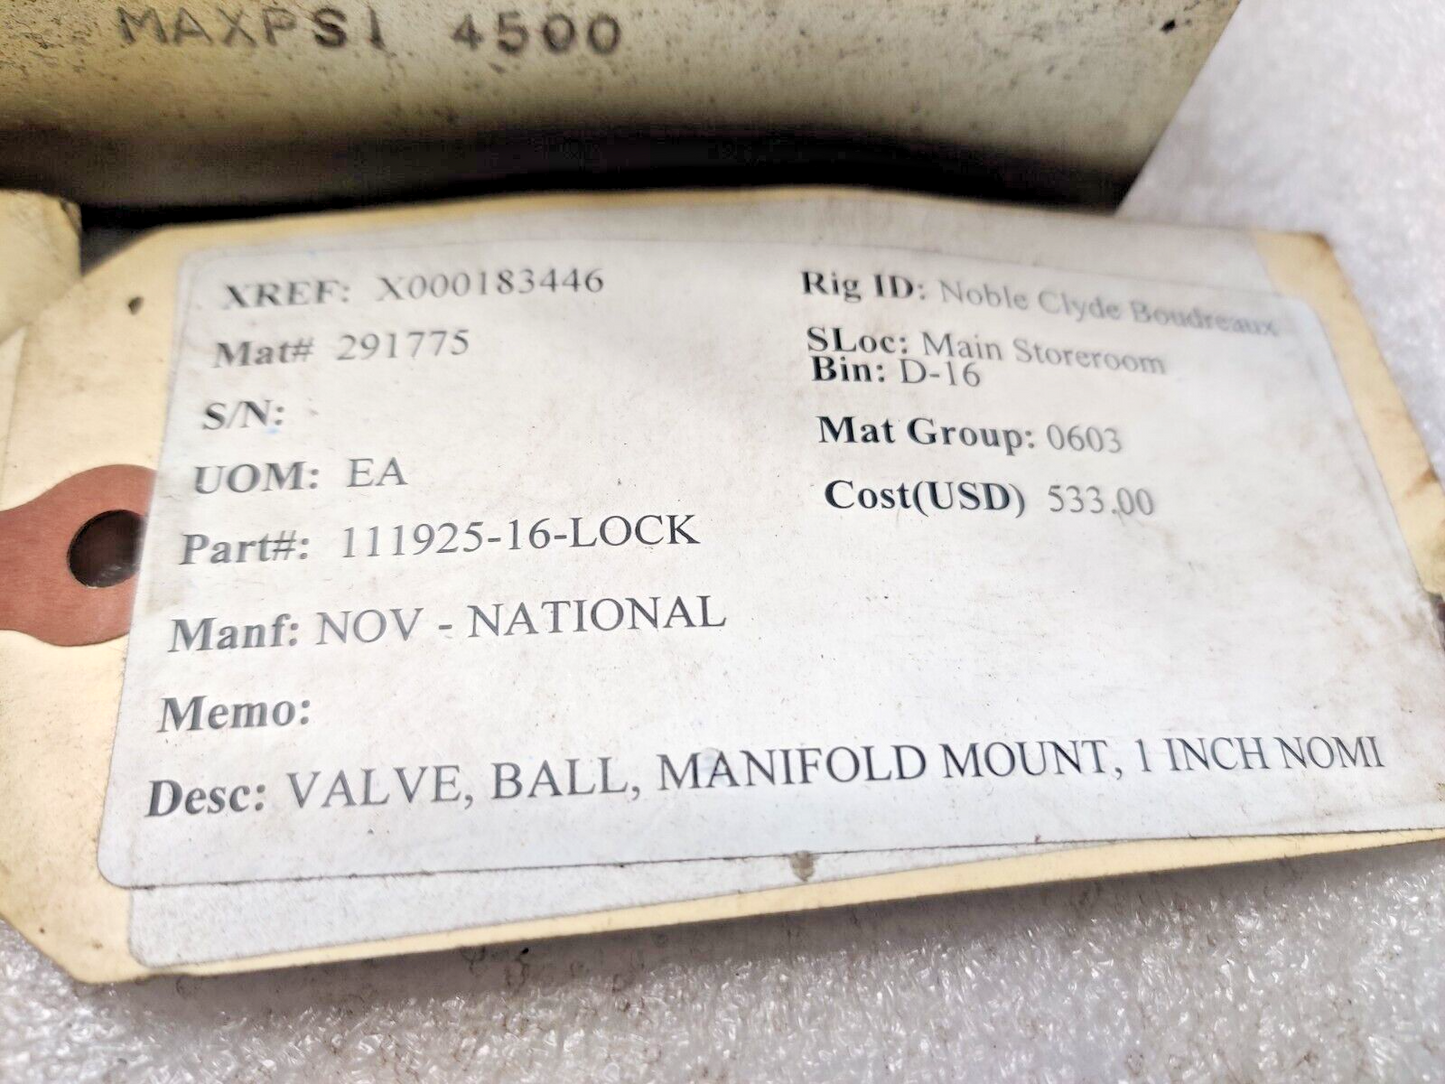 MAXPSI 4500
XREF: X000183446
Mat# 291775
S/N:
UOM: EA
Part#: 111925-16-LOCK
Manf: NOV - NATIONAL
Memo:
Desc: VALVE, BALL, MANIFOLD MOUNT, 1 INCH NOMI
Rig ID: Noble Clyde Boudreaux
SLoc: Main Storeroom
Bin: D-16
Mat Group: 0603
Cost(USD) 533.00